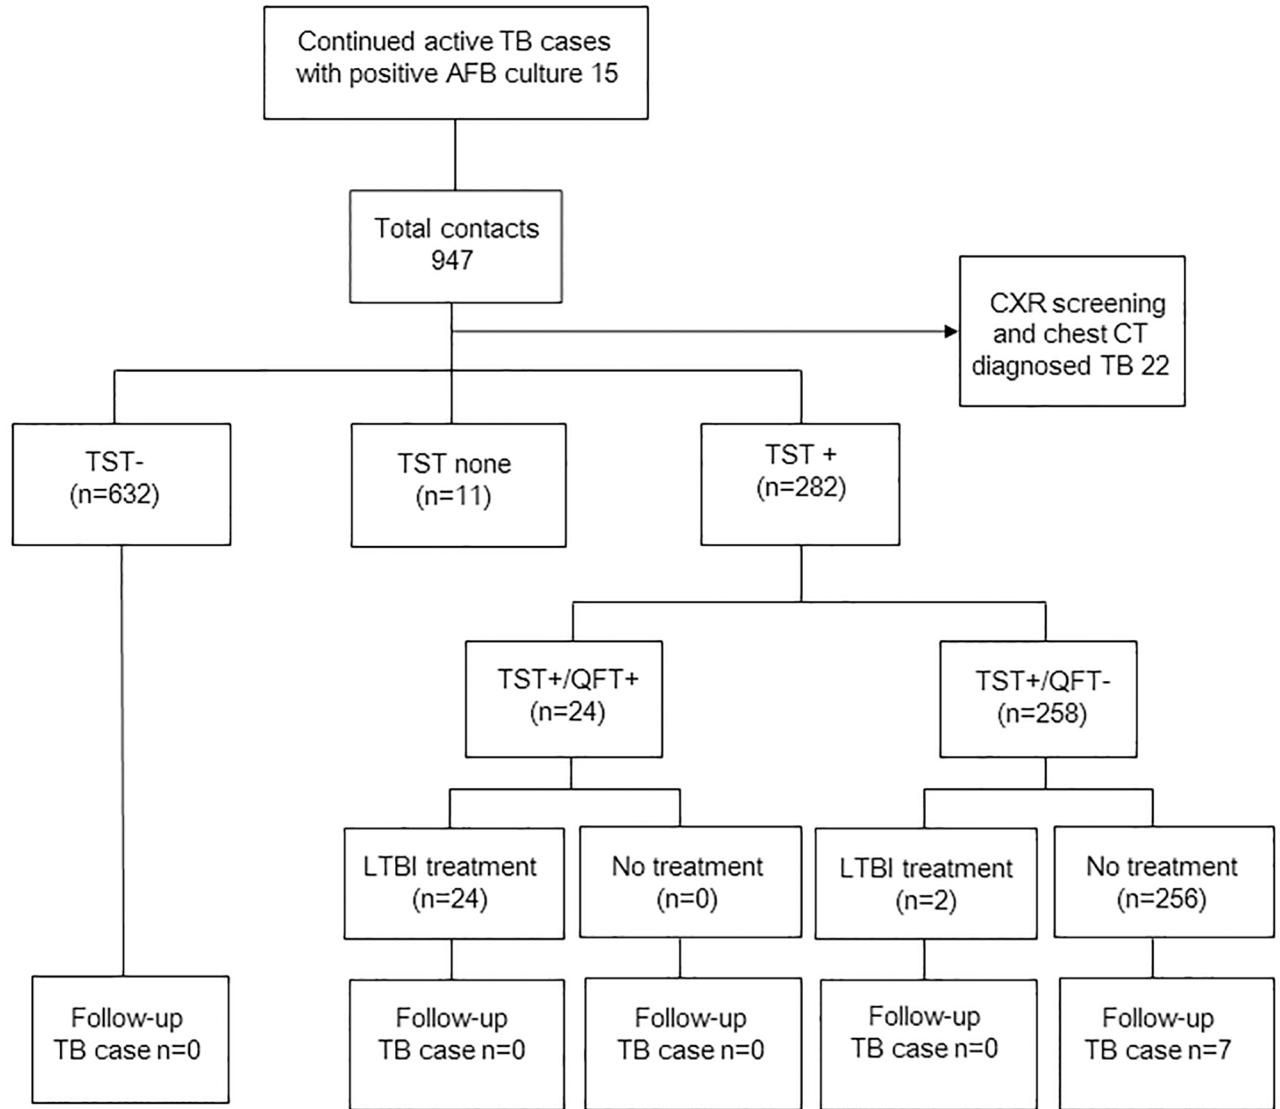 Continued active TB cases
with positive AFB culture 15
Total contacts
947
CXR screening
and chest CT
diagnosed TB 22
TST-
(n=632)
TST none
(n=11)
TST +
(n=282)
TST+/QFT+
(n=24)
TST+/QFT-
(n=258)
LTBI treatment
(n=24)
No treatment
(n=0)
LTBI treatment
(n=2)
No treatment
(n=256)
Follow-up
TB case n=0
Follow-up
TB case n=0
Follow-up
TB case n=0
Follow-up
TB case n=0
Follow-up
TB case n=7